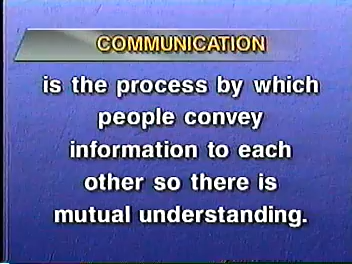 COMMUNICATION
is the process by which
people convey
information to each
other so there is
mutual understanding.